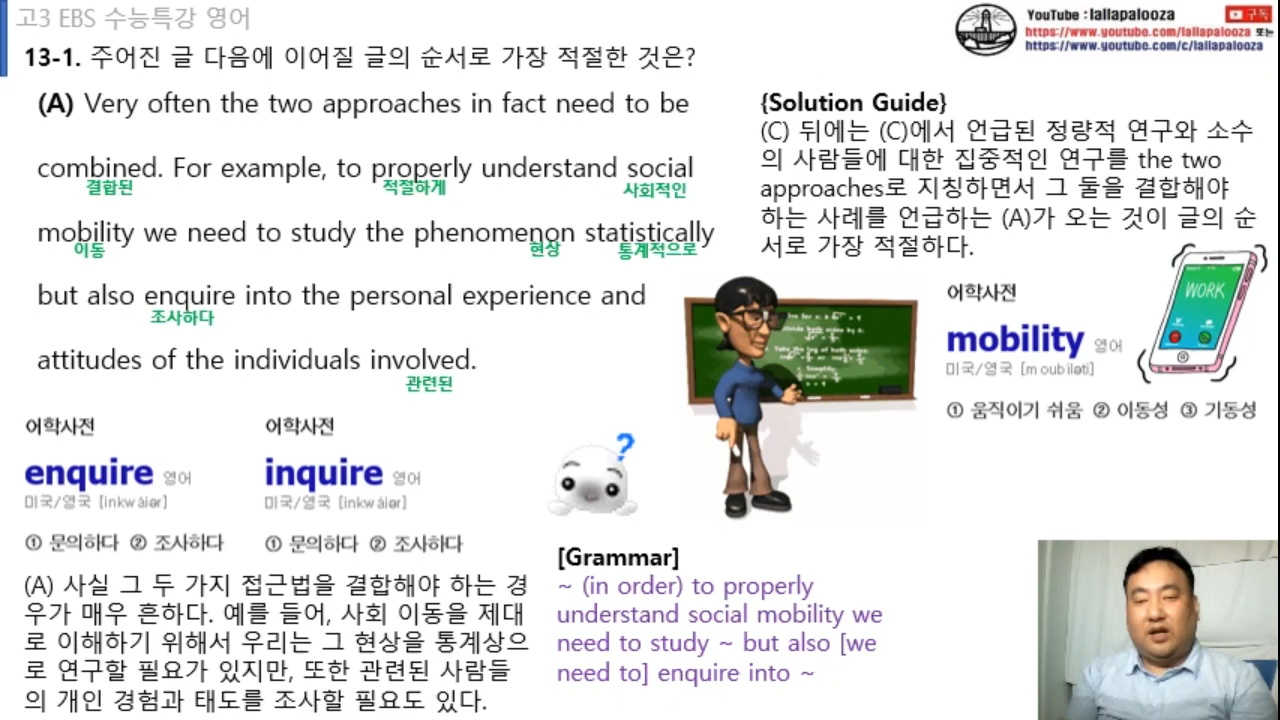 고3 EBS 수능특강 영어
YouTube : lallapalooza
구독
https://www.youtube.com/lallapalooza 또는
https://www.youtube.com/c/lallapalooza
13-1. 주어진 글 다음에 이어질 글의 순서로 가장 적절한 것은?
(A) Very often the two approaches in fact need to be
combined. For example, to properly understand social
결합된 적절하게 사회적인
mobility we need to study the phenomenon statistically
이동 현상 통계적으로
but also enquire into the personal experience and
조사하다
attitudes of the individuals involved.
관련된
{Solution Guide}
(C) 뒤에는 (C)에서 언급된 정량적 연구와 소수
의 사람들에 대한 집중적인 연구를 the two
approaches로 지칭하면서 그 둘을 결합해야
하는 사례를 언급하는 (A)가 오는 것이 글의 순
서로 가장 적절하다.
어학사전
mobility 영어
미국/영국 [moubíləti]
① 움직이기 쉬움 ② 이동성 ③ 기동성
WORK
어학사전
enquire 영어
미국/영국 [inkwáiər]
① 문의하다 ② 조사하다
어학사전
inquire 영어
미국/영국 [inkwáiər]
① 문의하다 ② 조사하다
?
(A) 사실 그 두 가지 접근법을 결합해야 하는 경
우가 매우 흔하다. 예를 들어, 사회 이동을 제대
로 이해하기 위해서 우리는 그 현상을 통계상으
로 연구할 필요가 있지만, 또한 관련된 사람들
의 개인 경험과 태도를 조사할 필요도 있다.
[Grammar]
~ (in order) to properly
understand social mobility we
need to study ~ but also [we
need to] enquire into ~